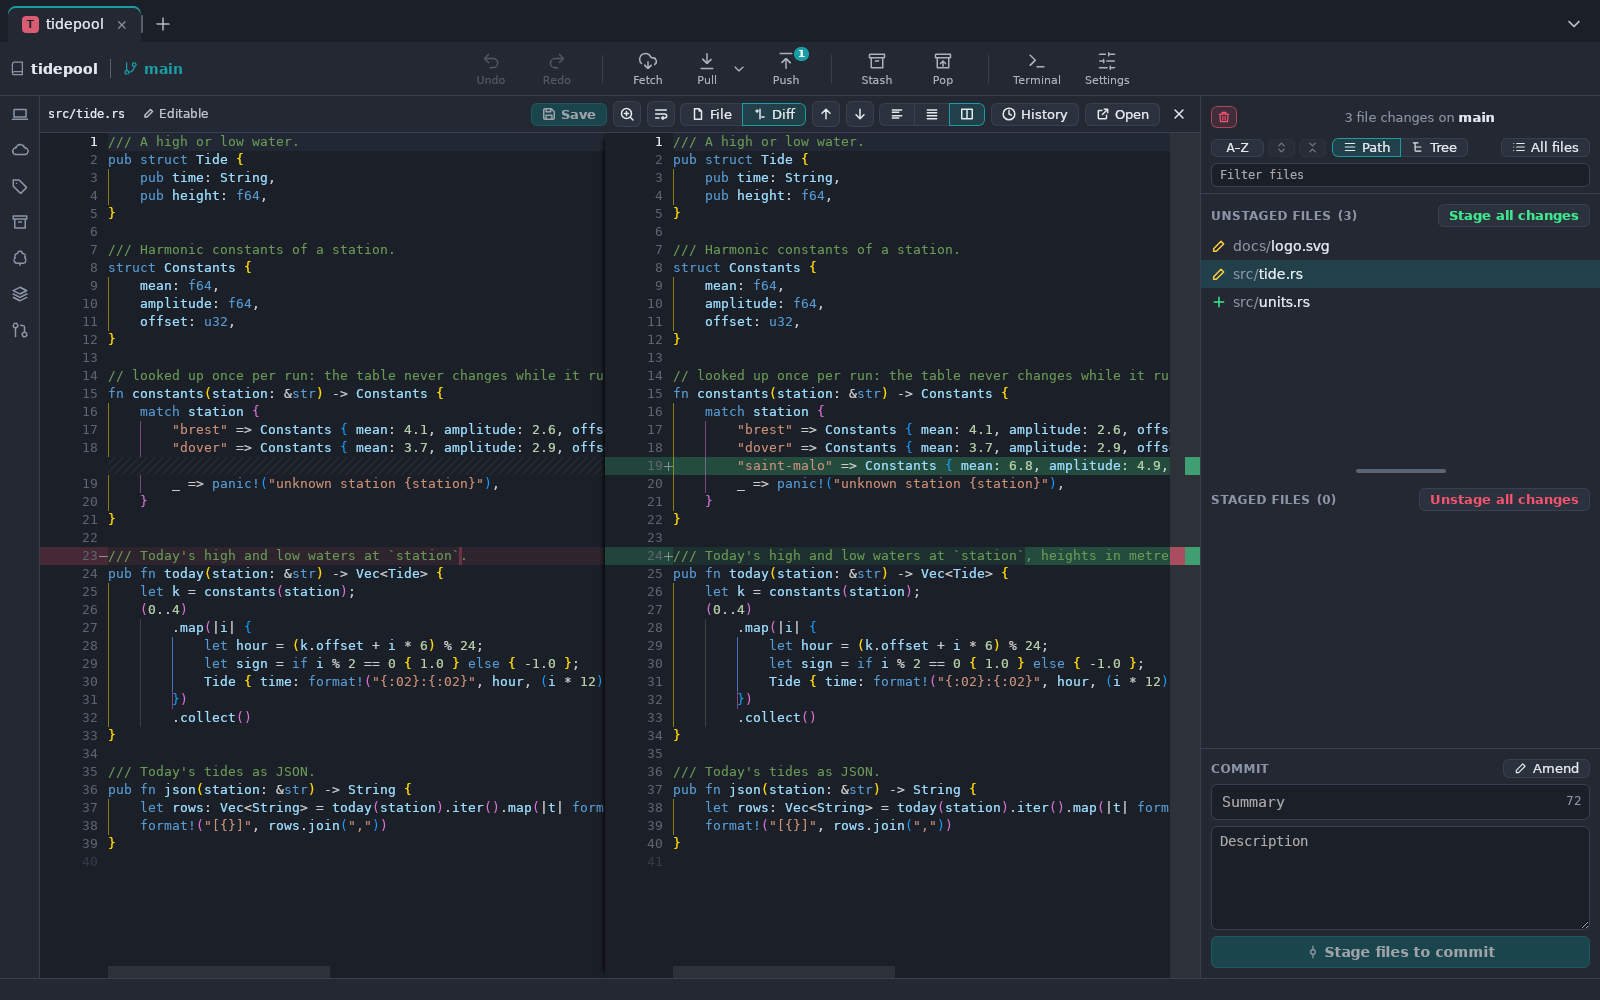 T tidepool
tidepool main
Undo Redo Fetch Pull Push 1 Stash Pop Terminal Settings
src/tide.rs Editable Save File Diff History Open
1 /// A high or low water.
2 pub struct Tide {
3     pub time: String,
4     pub height: f64,
5 }
6
7 /// Harmonic constants of a station.
8 struct Constants {
9     mean: f64,
10     amplitude: f64,
11     offset: u32,
12 }
13
14 // looked up once per run: the table never changes while it ru
15 fn constants(station: &str) -> Constants {
16     match station {
17         "brest" => Constants { mean: 4.1, amplitude: 2.6, offs
18         "dover" => Constants { mean: 3.7, amplitude: 2.9, offs
19         _ => panic!("unknown station {station}"),
20     }
21 }
22
23 — /// Today's high and low waters at `station`.
24 pub fn today(station: &str) -> Vec<Tide> {
25     let k = constants(station);
26     (0..4)
27         .map(|i| {
28             let hour = (k.offset + i * 6) % 24;
29             let sign = if i % 2 == 0 { 1.0 } else { -1.0 };
30             Tide { time: format!("{:02}:{:02}", hour, (i * 12)
31         })
32         .collect()
33 }
34
35 /// Today's tides as JSON.
36 pub fn json(station: &str) -> String {
37     let rows: Vec<String> = today(station).iter().map(|t| form
38     format!("[{}]", rows.join(","))
39 }
40
1 /// A high or low water.
2 pub struct Tide {
3     pub time: String,
4     pub height: f64,
5 }
6
7 /// Harmonic constants of a station.
8 struct Constants {
9     mean: f64,
10     amplitude: f64,
11     offset: u32,
12 }
13
14 // looked up once per run: the table never changes while it ru
15 fn constants(station: &str) -> Constants {
16     match station {
17         "brest" => Constants { mean: 4.1, amplitude: 2.6, offs
18         "dover" => Constants { mean: 3.7, amplitude: 2.9, offs
19 +         "saint-malo" => Constants { mean: 6.8, amplitude: 4.9,
20         _ => panic!("unknown station {station}"),
21     }
22 }
23
24 + /// Today's high and low waters at `station`, heights in metre
25 pub fn today(station: &str) -> Vec<Tide> {
26     let k = constants(station);
27     (0..4)
28         .map(|i| {
29             let hour = (k.offset + i * 6) % 24;
30             let sign = if i % 2 == 0 { 1.0 } else { -1.0 };
31             Tide { time: format!("{:02}:{:02}", hour, (i * 12)
32         })
33         .collect()
34 }
35
36 /// Today's tides as JSON.
37 pub fn json(station: &str) -> String {
38     let rows: Vec<String> = today(station).iter().map(|t| form
39     format!("[{}]", rows.join(","))
40 }
41
3 file changes on main
A–Z Path Tree All files
Filter files
UNSTAGED FILES (3) Stage all changes
docs/logo.svg
src/tide.rs
src/units.rs
STAGED FILES (0) Unstage all changes
COMMIT Amend
Summary 72
Description
Stage files to commit